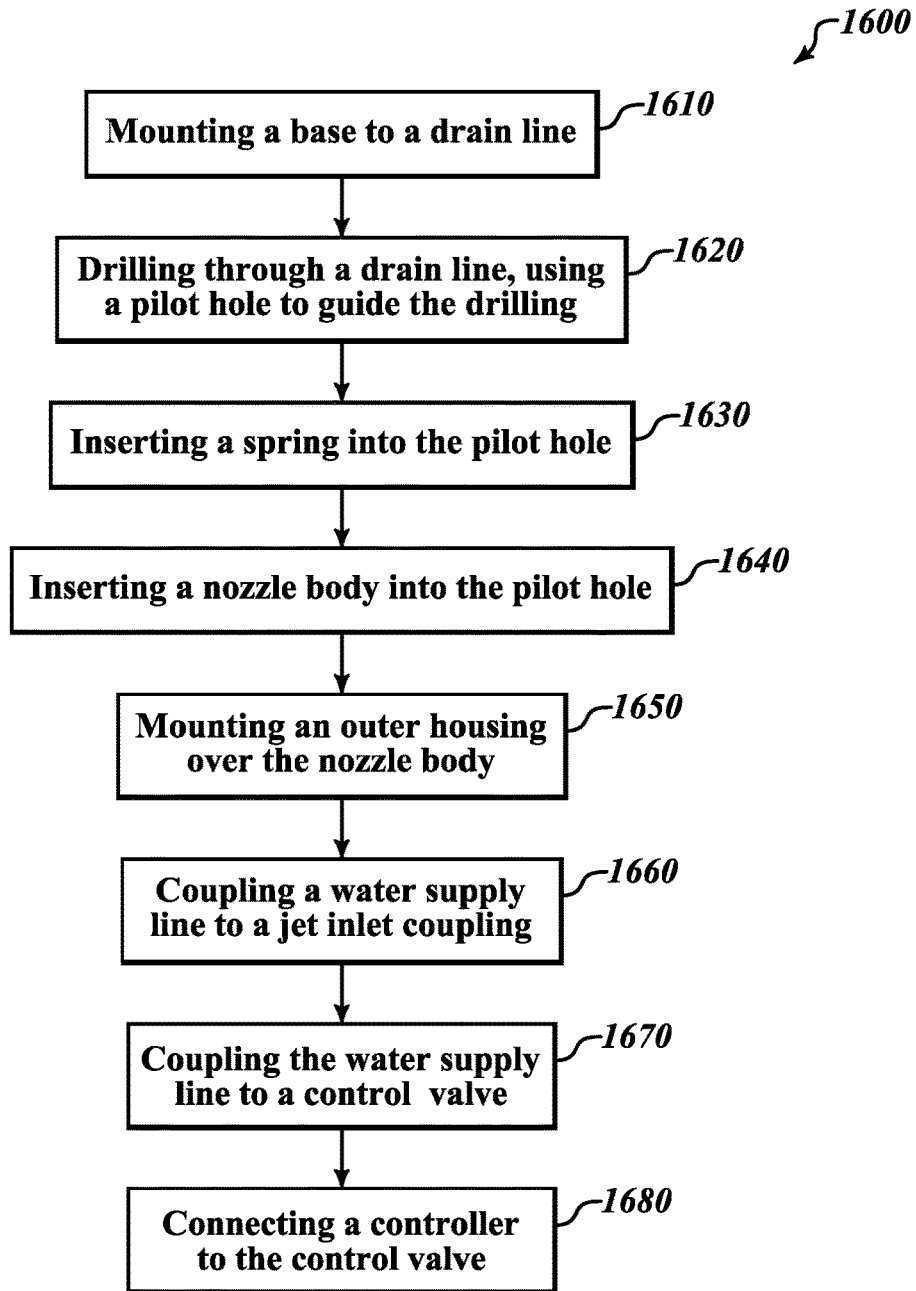 1600
1610
Mounting a base to a drain line
1620
Drilling through a drain line, using
a pilot hole to guide the drilling
1630
Inserting a spring into the pilot hole
1640
Inserting a nozzle body into the pilot hole
1650
Mounting an outer housing
over the nozzle body
1660
Coupling a water supply
line to a jet inlet coupling
1670
Coupling the water supply
line to a control valve
1680
Connecting a controller
to the control valve